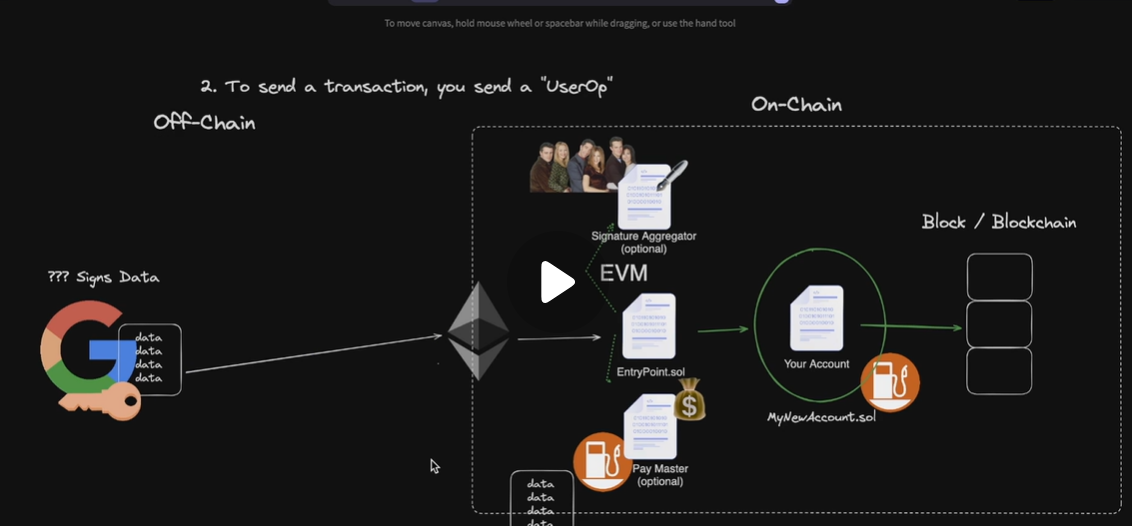 To move canvas, hold mouse wheel or spacebar while dragging, or use the hand tool
2. To send a transaction, you send a "UserOp"
Off-Chain
On-Chain
Signature Aggregator
(optional)
Block / Blockchain
EVM
??? Signs Data
data
data
data
data
EntryPoint.sol
Your Account
MyNewAccount.sol
Pay Master
(optional)
data
data
data
data